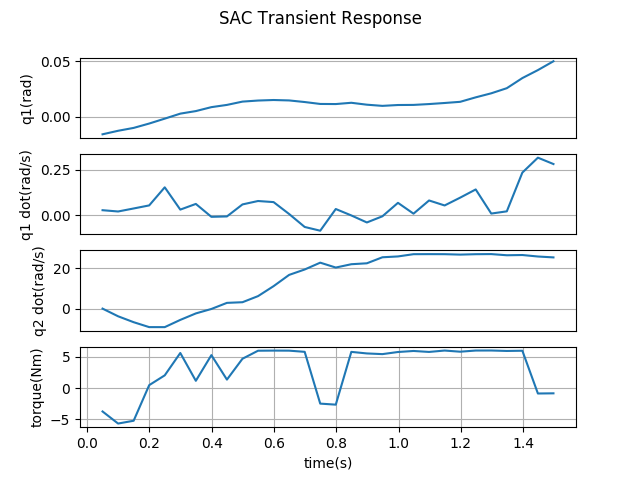 SAC Transient Response
0.05
0.00
q1(rad)
0.25
0.00
q1 dot(rad/s)
20
0
q2 dot(rad/s)
5
0
−5
torque(Nm)
0.0 0.2 0.4 0.6 0.8 1.0 1.2 1.4
time(s)